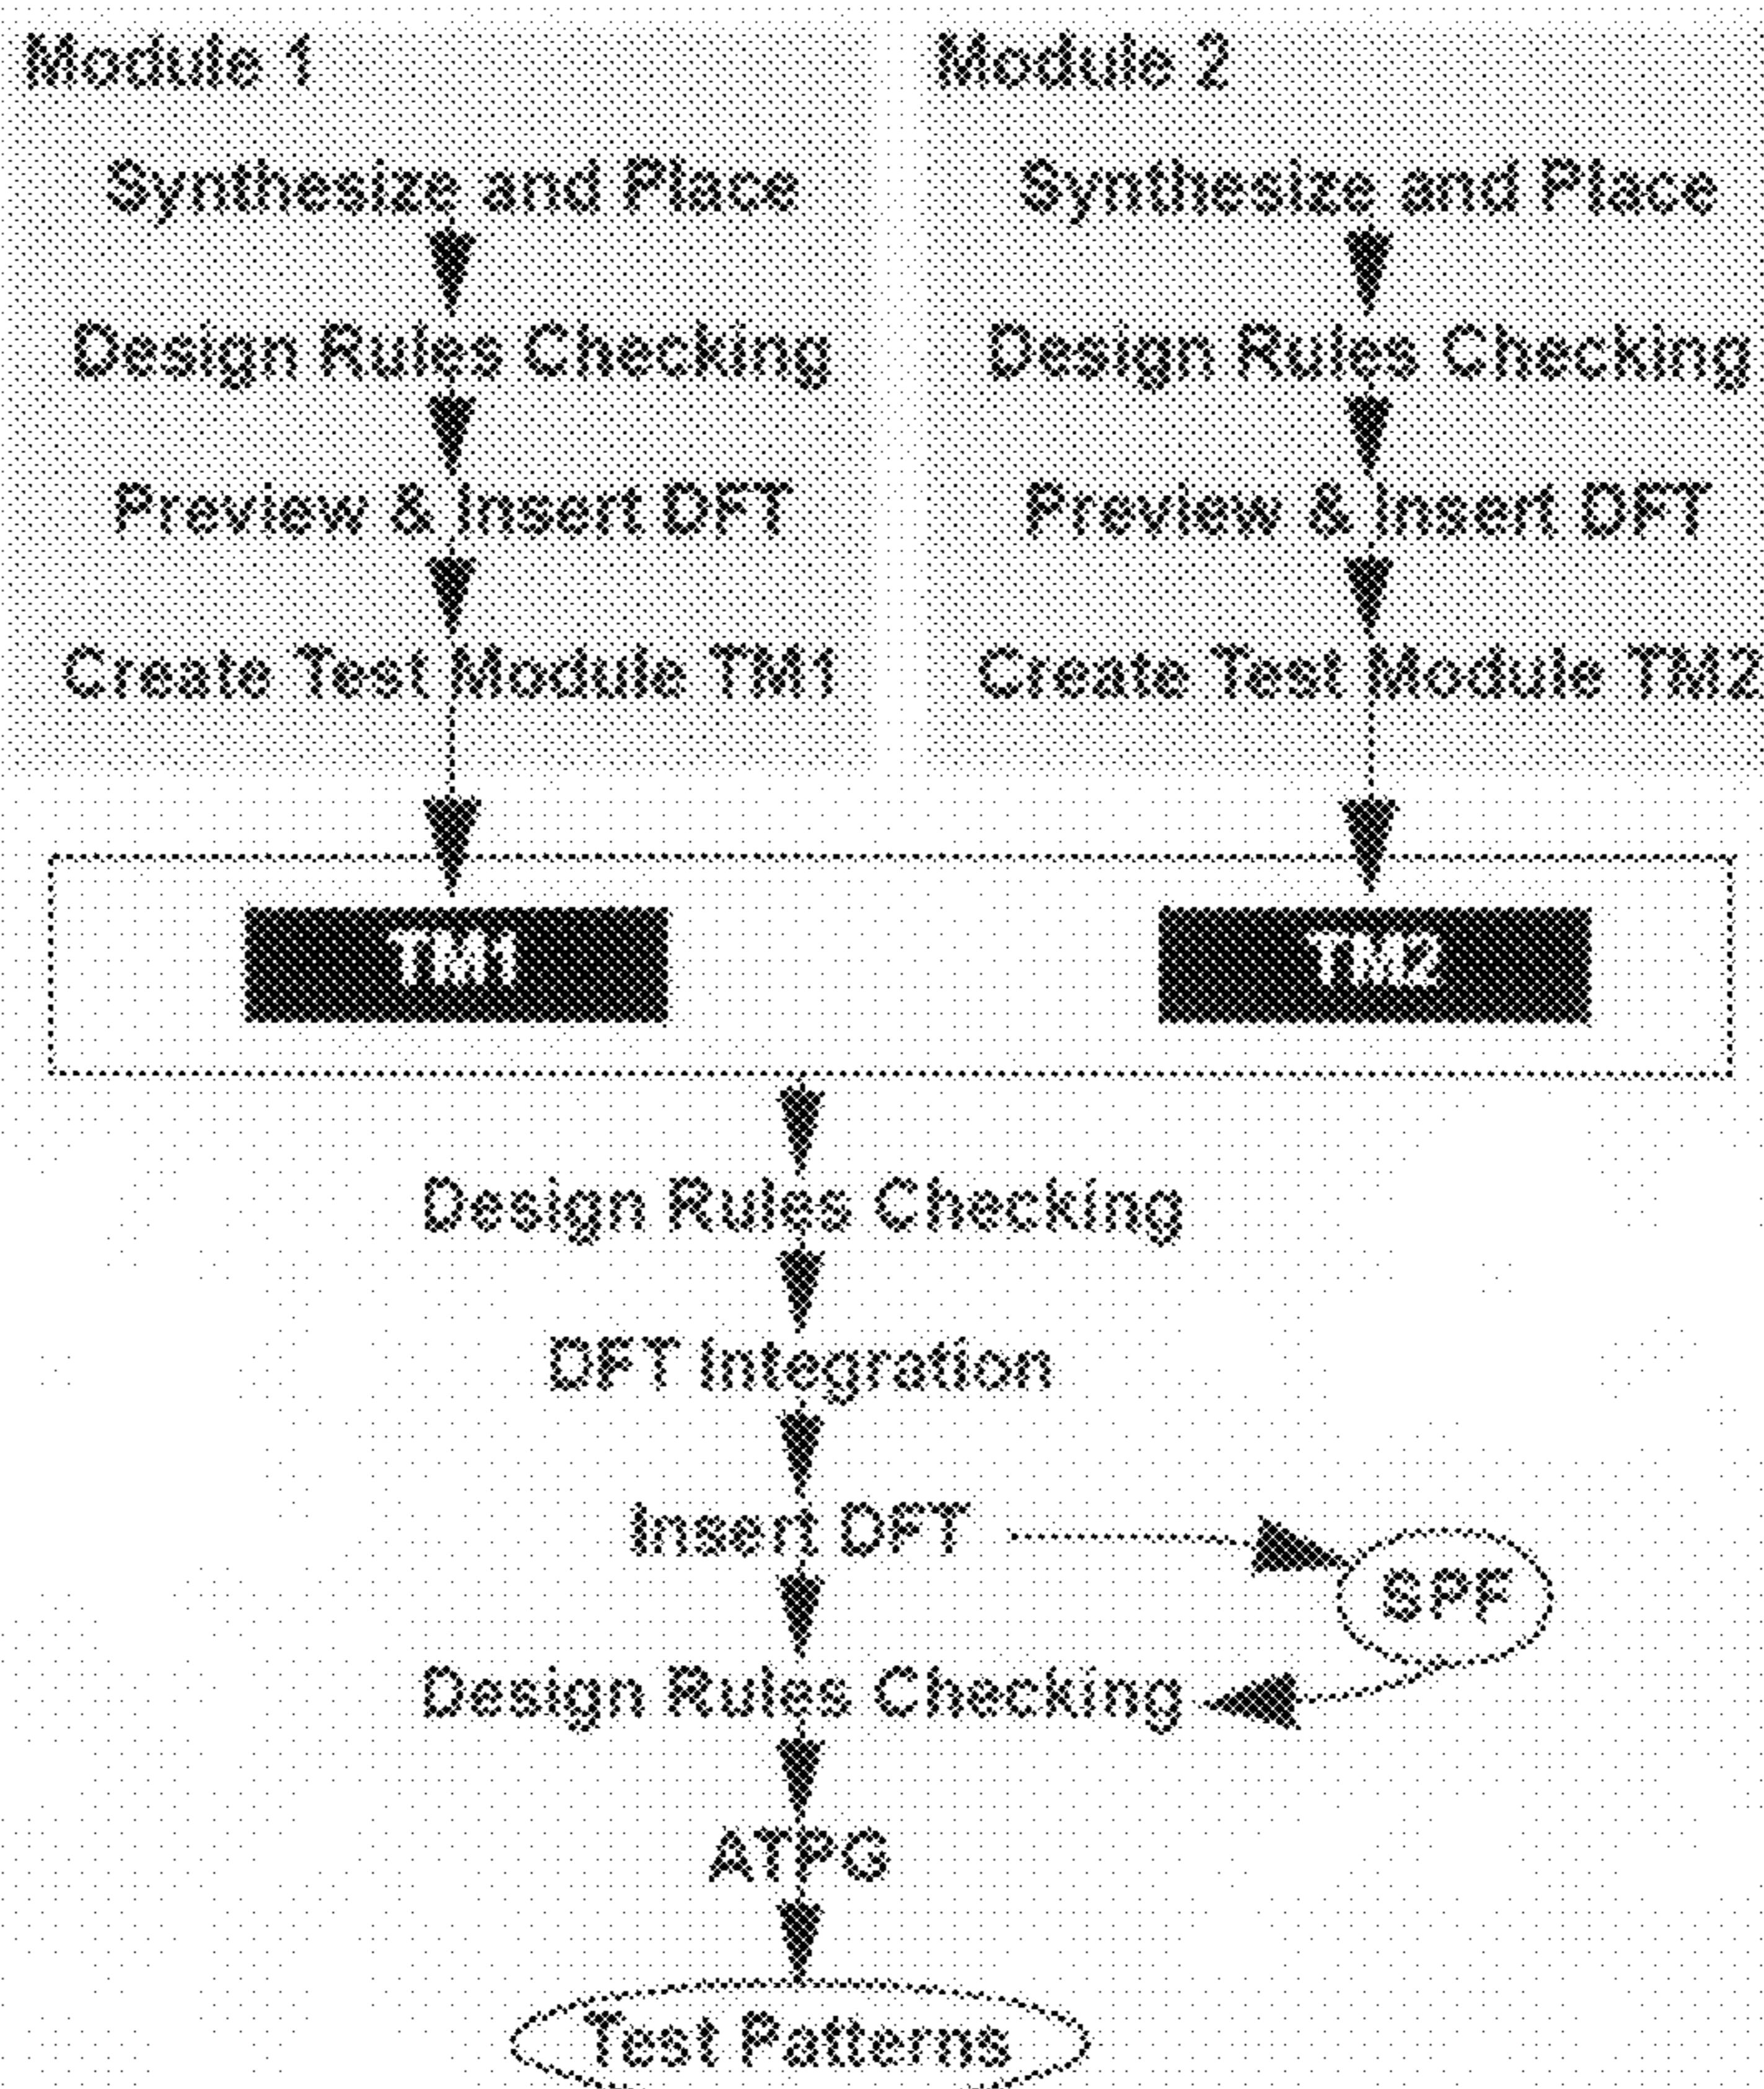 Module 1
Synthesize and Place
Design Rules Checking
Preview & Insert DFT
Create Test Module TM1
Module 2
Synthesize and Place
Design Rules Checking
Preview & Insert DFT
Create Test Module TM2
TM1
TM2
Design Rules Checking
DFT Integration
Insert DFT
SPF
Design Rules Checking
ATPG
Test Patterns